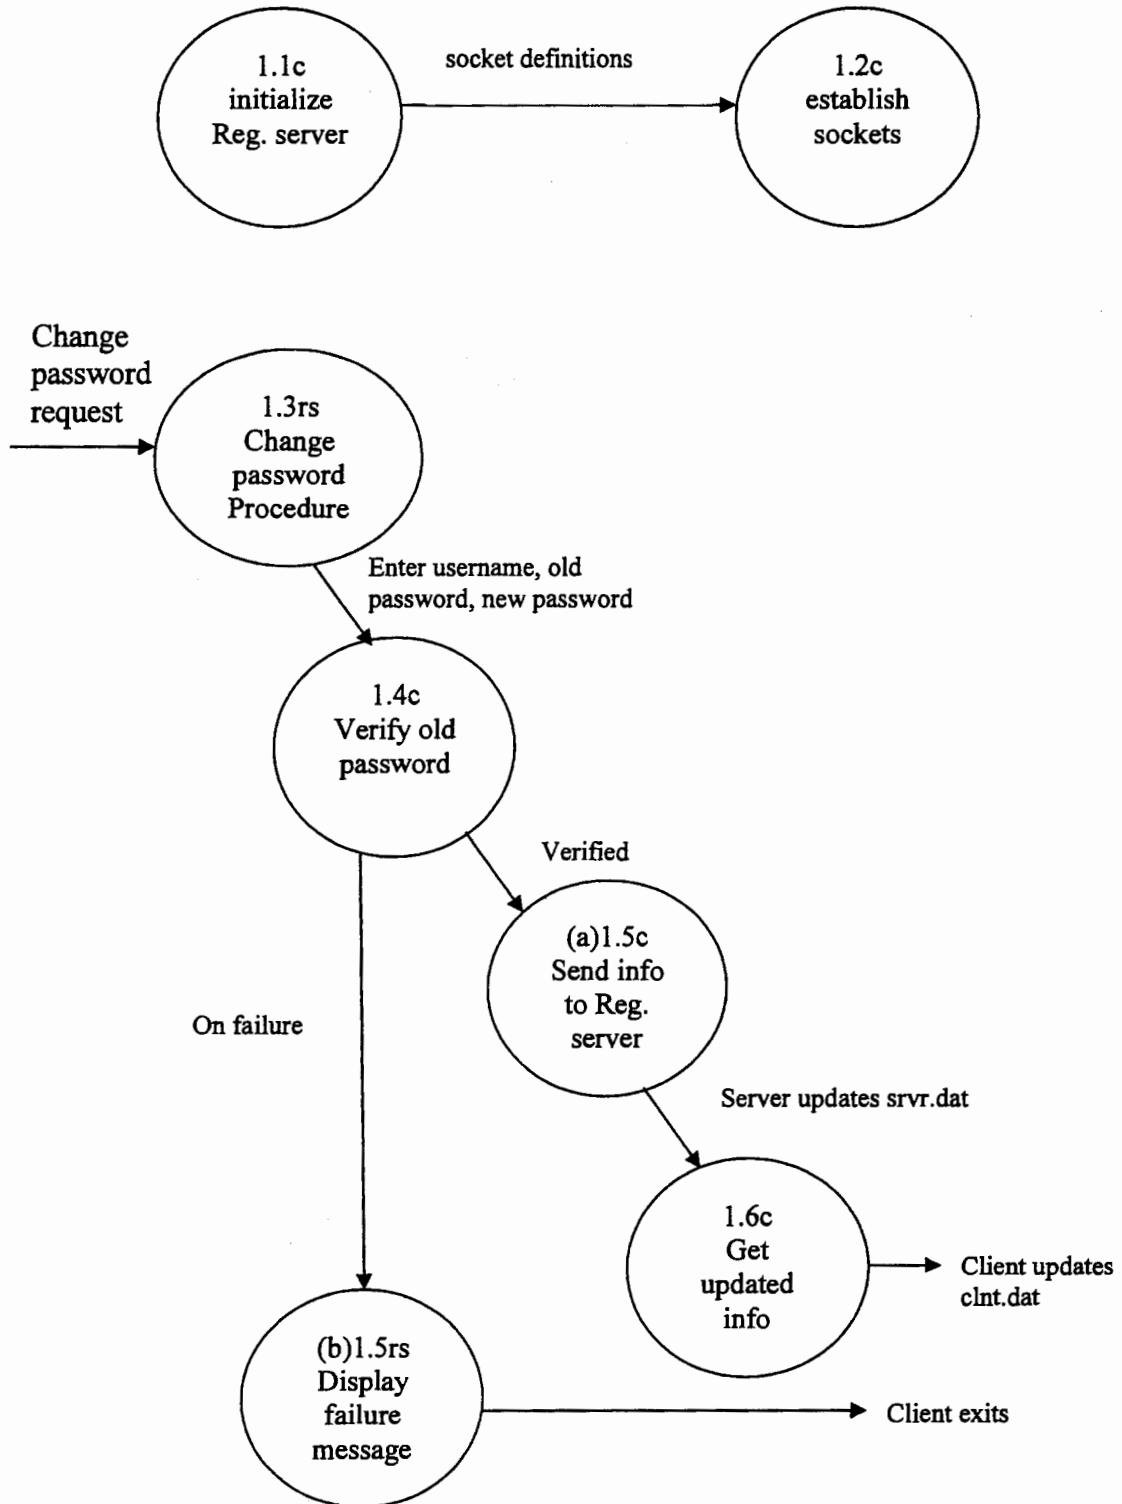 1.1c
initialize
Reg. server
socket definitions
1.2c
establish
sockets
Change
password
request
1.3rs
Change
password
Procedure
Enter username, old
password, new password
1.4c
Verify old
password
Verified
(a)1.5c
Send info
to Reg.
server
On failure
Server updates srvr.dat
1.6c
Get
updated
info
Client updates
clnt.dat
(b)1.5rs
Display
failure
message
Client exits